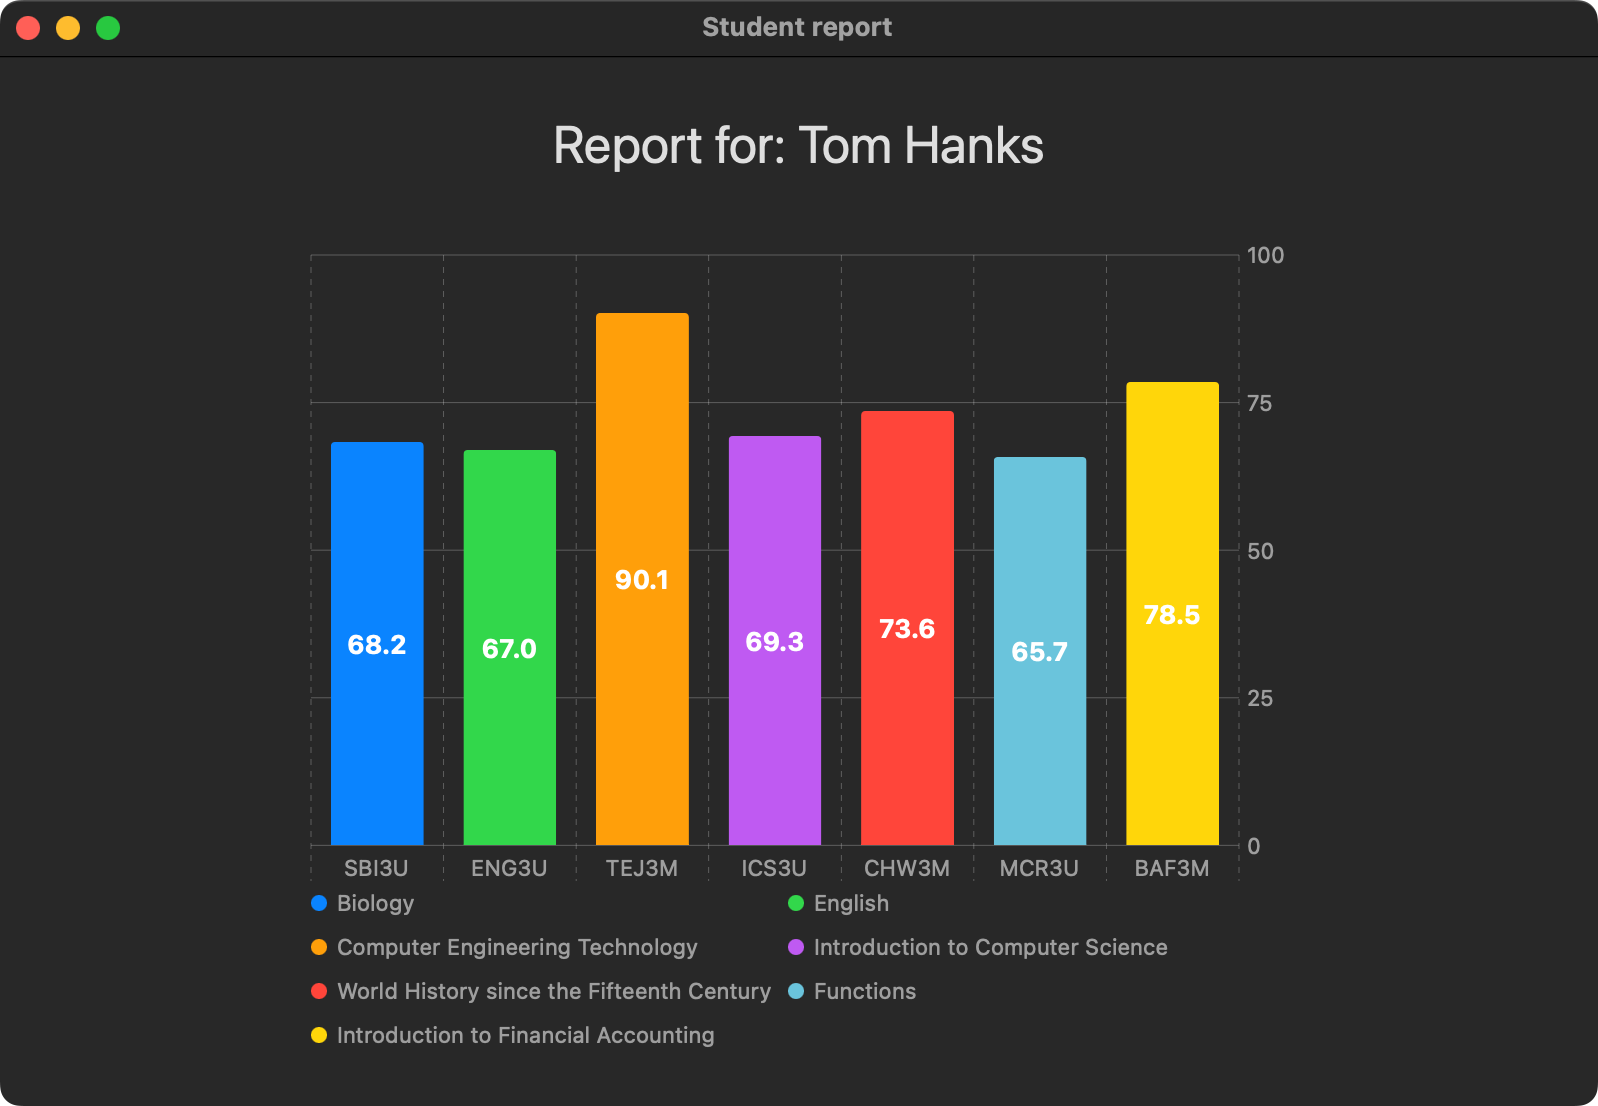 Student report
Report for: Tom Hanks
100
75
50
25
0
68.2
67.0
90.1
69.3
73.6
65.7
78.5
SBI3U ENG3U TEJ3M ICS3U CHW3M MCR3U BAF3M
Biology English
Computer Engineering Technology Introduction to Computer Science
World History since the Fifteenth Century Functions
Introduction to Financial Accounting